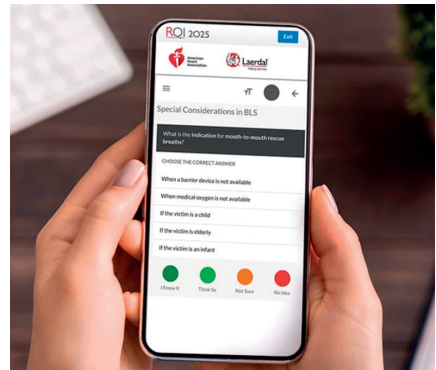 RQI 2025
Exit
American
Heart
Association
Laerdal
helping save lives
Special Considerations in BLS
What is the indication for mouth-to-mouth rescue
breaths?
CHOOSE THE CORRECT ANSWER
When a barrier device is not available
When medical oxygen is not available
If the victim is a child
If the victim is elderly
If the victim is an infant
I Know It
Think So
Not Sure
No Idea